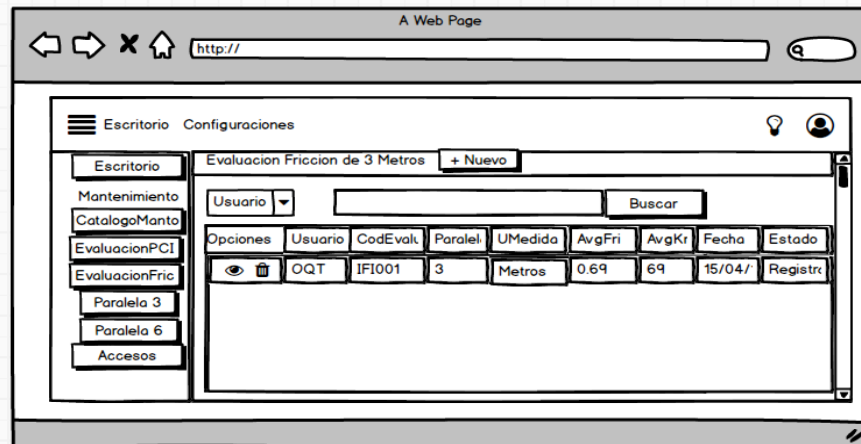 A Web Page
http://
Escritorio Configuraciones
Escritorio
Mantenimiento
CatalogoManto
EvaluacionPCI
EvaluacionFric
Paralela 3
Paralela 6
Accesos
Evaluacion Friccion de 3 Metros + Nuevo
Usuario Buscar
Opciones Usuario CodEvalu Paralel UMedida AvgFri AvgKr Fecha Estado
OQT IFI001 3 Metros 0.69 69 15/04/ Registro